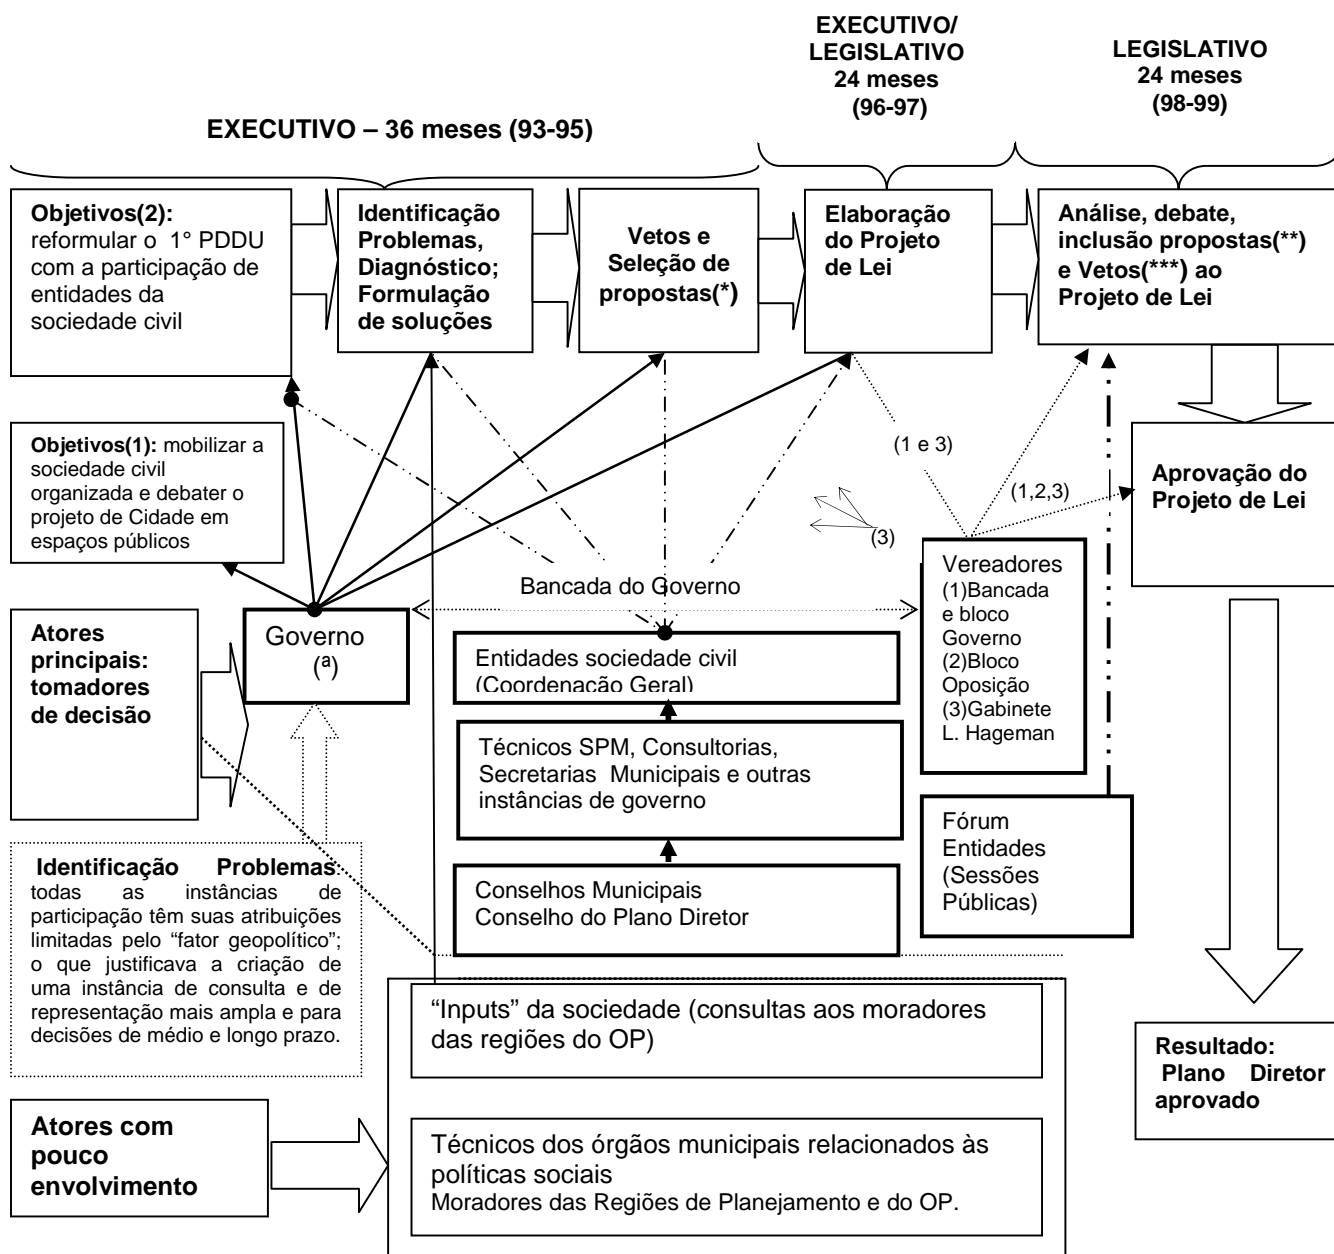 EXECUTIVO/
LEGISLATIVO
24 meses
(96-97)
LEGISLATIVO
24 meses
(98-99)
EXECUTIVO – 36 meses (93-95)
Objetivos(2):
reformular o 1° PDDU
com a participação de
entidades da
sociedade civil
Identificação
Problemas,
Diagnóstico;
Formulação
de soluções
Vetos e
Seleção de
propostas(*)
Elaboração
do Projeto
de Lei
Análise, debate,
inclusão propostas(**)
e Vetos(***) ao
Projeto de Lei
Objetivos(1): mobilizar a
sociedade civil
organizada e debater o
projeto de Cidade em
espaços públicos
(1 e 3)
(1,2,3)
(3)
Aprovação do
Projeto de Lei
Bancada do Governo
Atores
principais:
tomadores
de decisão
Governo
(ª)
Entidades sociedade civil
(Coordenação Geral)
Vereadores
(1)Bancada
e bloco
Governo
(2)Bloco
Oposição
(3)Gabinete
L. Hageman
Técnicos SPM, Consultorias,
Secretarias Municipais e outras
instâncias de governo
Fórum
Entidades
(Sessões
Públicas)
Identificação Problemas:
todas as instâncias de
participação têm suas atribuições
limitadas pelo “fator geopolítico”;
o que justificava a criação de
uma instância de consulta e de
representação mais ampla e para
decisões de médio e longo prazo.
Conselhos Municipais
Conselho do Plano Diretor
“Inputs” da sociedade (consultas aos moradores
das regiões do OP)
Resultado:
Plano Diretor
aprovado
Atores com
pouco
envolvimento
Técnicos dos órgãos municipais relacionados às
políticas sociais
Moradores das Regiões de Planejamento e do OP.